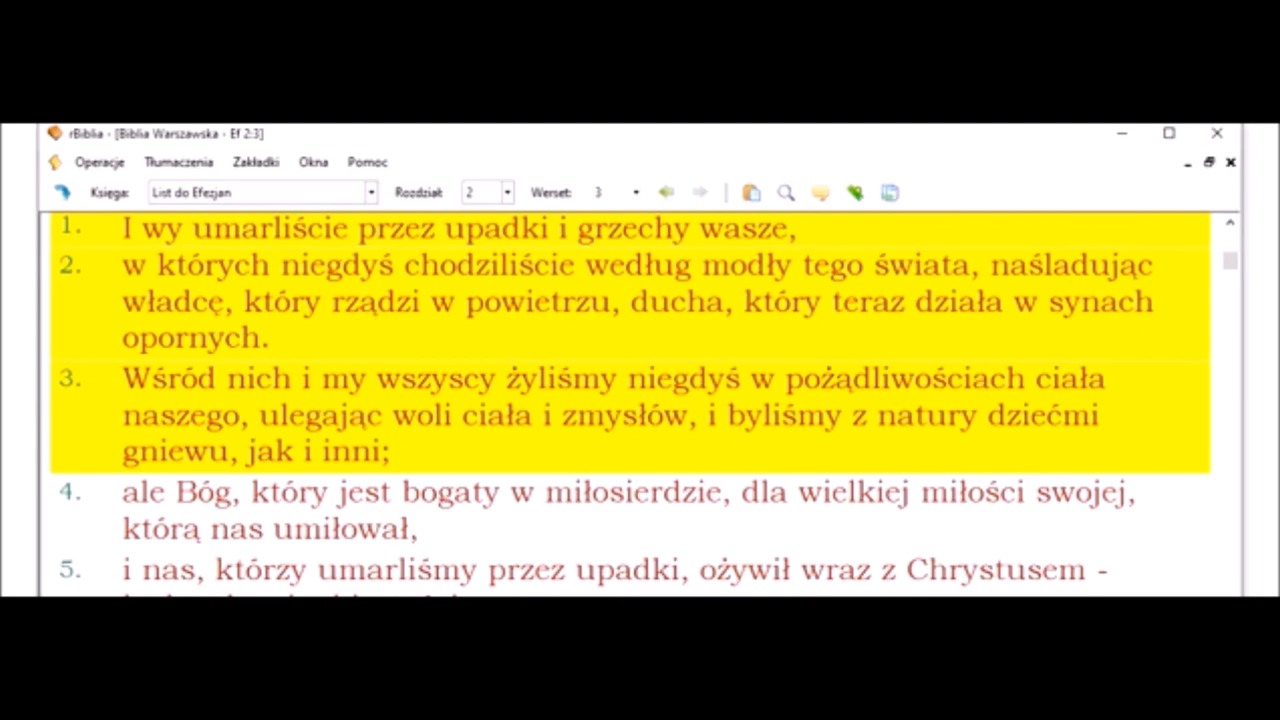 rBiblia - [Biblia Warszawska - Ef 2:3]
Operacje Tłumaczenia Zakładki Okna Pomoc
Księga: List do Efezjan Rozdział: 2 Werset: 3
1. I wy umarliście przez upadki i grzechy wasze,
2. w których niegdyś chodziliście według modły tego świata, naśladując
władcę, który rządzi w powietrzu, ducha, który teraz działa w synach
opornych.
3. Wśród nich i my wszyscy żyliśmy niegdyś w pożądliwościach ciała
naszego, ulegając woli ciała i zmysłów, i byliśmy z natury dziećmi
gniewu, jak i inni;
4. ale Bóg, który jest bogaty w miłosierdzie, dla wielkiej miłości swojej,
którą nas umiłował,
5. i nas, którzy umarliśmy przez upadki, ożywił wraz z Chrystusem -